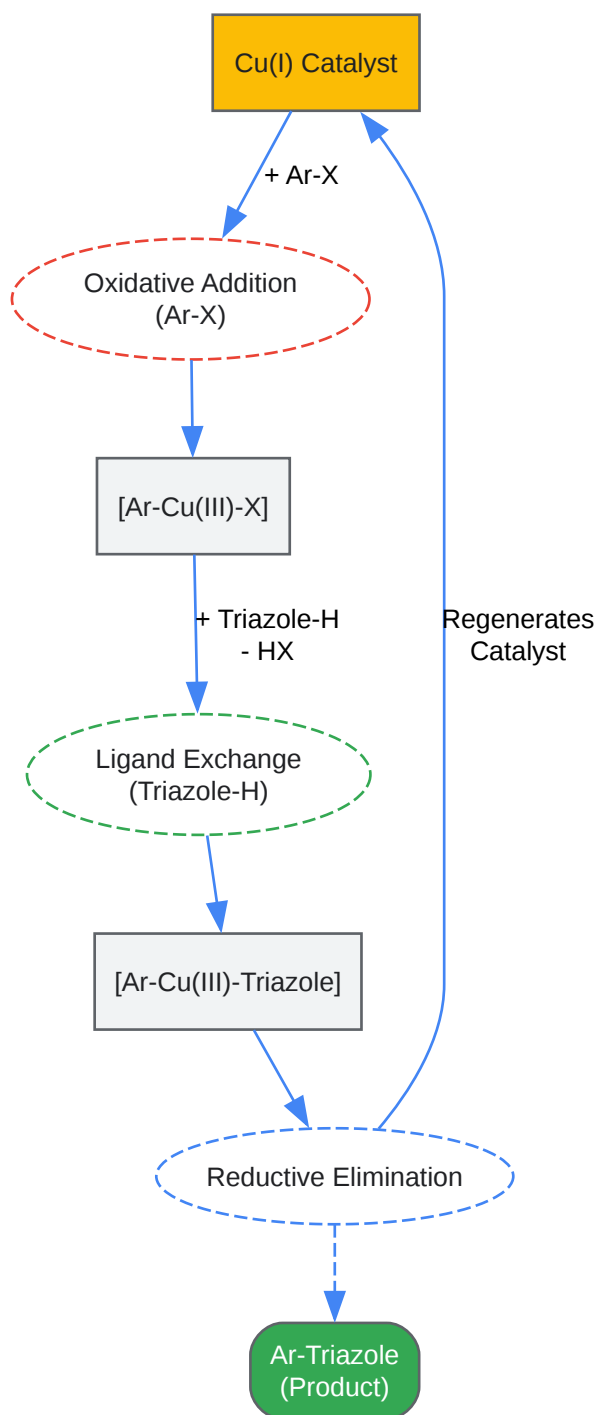 Cu(I) Catalyst
+ Ar-X
Oxidative Addition
(Ar-X)
[Ar-Cu(III)-X]
+ Triazole-H
- HX
Regenerates
Catalyst
Ligand Exchange
(Triazole-H)
[Ar-Cu(III)-Triazole]
Reductive Elimination
Ar-Triazole
(Product)